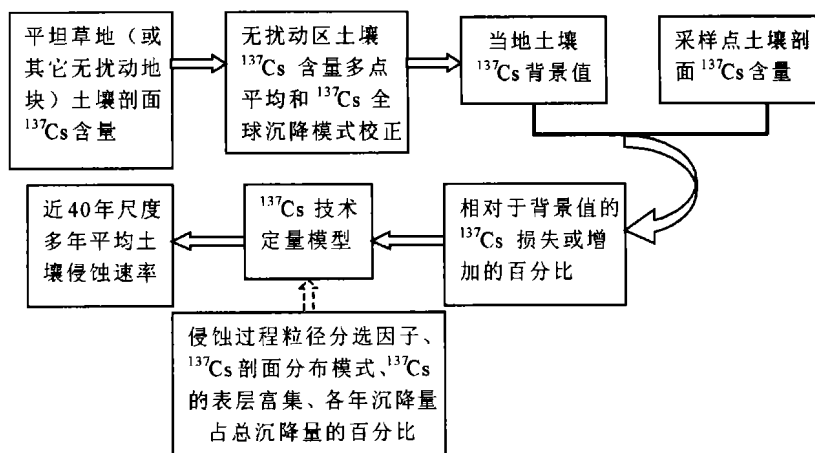 平坦草地（或
其它无扰动地
块）土壤剖面
¹³⁷Cs含量
无扰动区土壤
¹³⁷Cs 含量多点
平均和 ¹³⁷Cs 全
球沉降模式校正
当地土壤
¹³⁷Cs背景值
采样点土壤剖
面 ¹³⁷Cs含量
近40年尺度
多年平均土
壤侵蚀速率
¹³⁷Cs 技术
定量模型
相对于背景值的
¹³⁷Cs 损失或增
加的百分比
侵蚀过程粒径分选因子、
¹³⁷Cs剖面分布模式、¹³⁷Cs
的表层富集、各年沉降量
占总沉降量的百分比